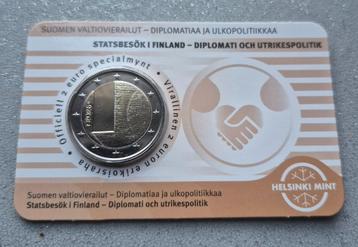 SUOMEN VALTIOVIERAILUT - DIPLOMATIAA JA ULKOPOLITIIKKAA
STATSBESÖK I FINLAND - DIPLOMATI OCH UTRIKESPOLITIK
Officiell 2 euro specialmynt
Virallinen 2 euron erikoisraha
Suomen valtiovierailut – Diplomatiaa ja ulkopolitiikkaa
Statsbesök i Finland – Diplomati och utrikespolitik
HELSINKI MINT